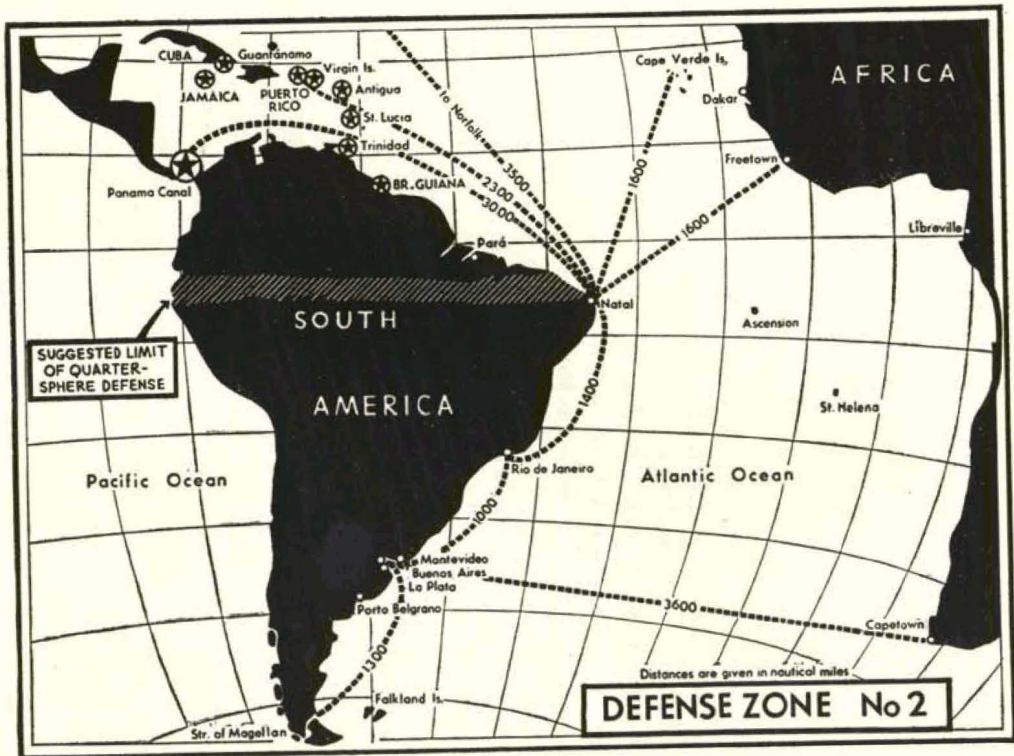 CUBA
Guantánamo
JAMAICA
PUERTO
RICO
Virgin Is.
Antigua
St. Lucia
Trinidad
BR. GUIANA
Panama Canal
to Norfolk
3500
2300
3000
1600
1600
Cape Verde Is.
Dakar
AFRICA
Freetown
Libreville
Pará
Natal
Ascension
SOUTH
AMERICA
SUGGESTED LIMIT
OF QUARTER-
SPHERE DEFENSE
St. Helena
1400
Rio de Janeiro
Pacific Ocean
Atlantic Ocean
1000
Montevideo
Buenos Aires
La Plata
Porto Belgrano
3600
Capetown
1300
Falkland Is.
Str. of Magellan
Distances are given in nautical miles
DEFENSE ZONE No 2